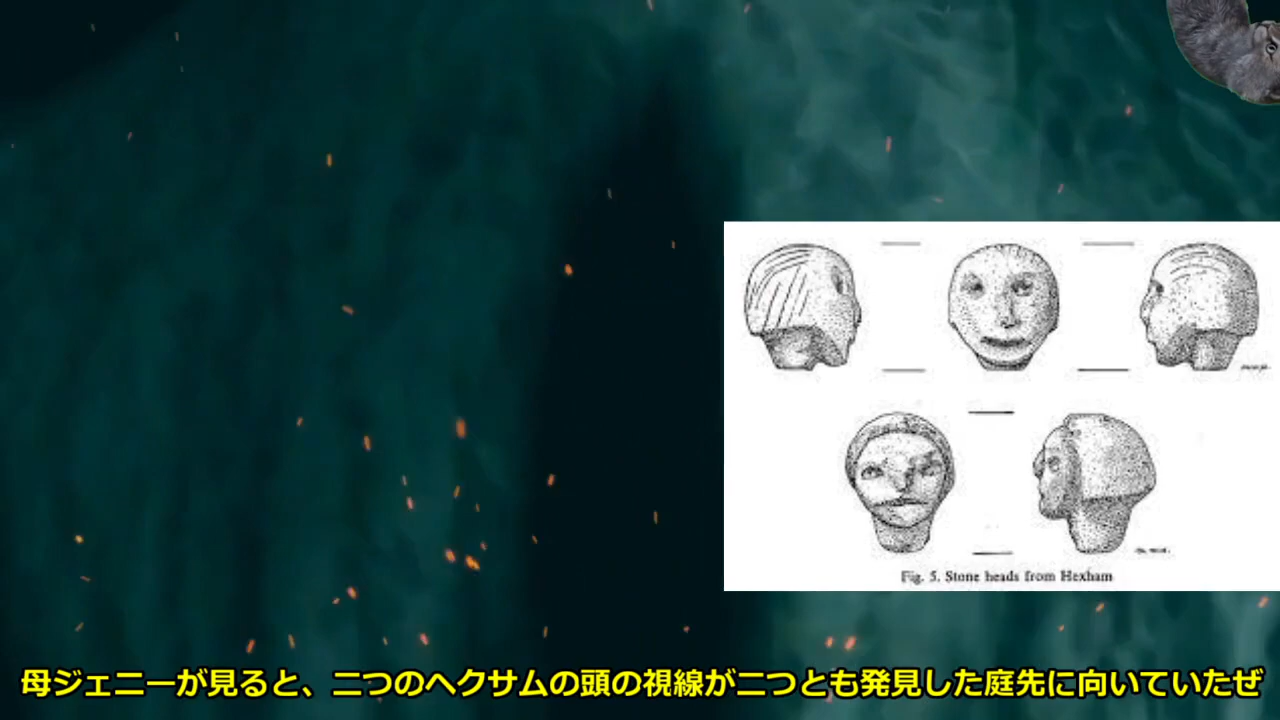 Fig. 5. Stone heads from Hexham
母ジェニーが見ると、二つのヘクサムの頭の視線が二つとも発見した庭先に向いていたぜ